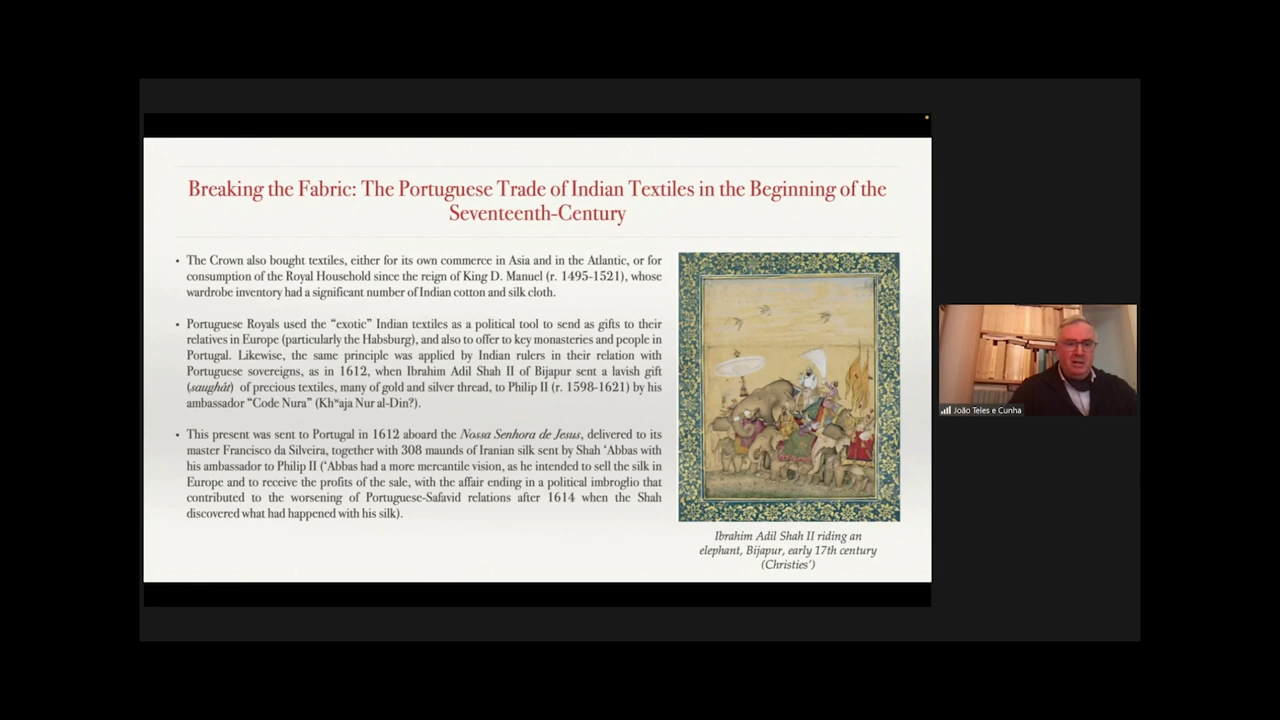 Breaking the Fabric: The Portuguese Trade of Indian Textiles in the Beginning of the
Seventeenth-Century
• The Crown also bought textiles, either for its own commerce in Asia and in the Atlantic, or for
consumption of the Royal Household since the reign of King D. Manuel (r. 1495-1521), whose
wardrobe inventory had a significant number of Indian cotton and silk cloth.
• Portuguese Royals used the “exotic” Indian textiles as a political tool to send as gifts to their
relatives in Europe (particularly the Habsburg), and also to offer to key monasteries and people in
Portugal. Likewise, the same principle was applied by Indian rulers in their relation with
Portuguese sovereigns, as in 1612, when Ibrahim Adil Shah II of Bijapur sent a lavish gift
(saughát) of precious textiles, many of gold and silver thread, to Philip II (r. 1598-1621) by his
ambassador “Code Nura” (Khʷaja Nur al-Din?).
• This present was sent to Portugal in 1612 aboard the Nossa Senhora de Jesus, delivered to its
master Francisco da Silveira, together with 308 maunds of Iranian silk sent by Shah ‘Abbas with
his ambassador to Philip II (‘Abbas had a more mercantile vision, as he intended to sell the silk in
Europe and to receive the profits of the sale, with the affair ending in a political imbroglio that
contributed to the worsening of Portuguese-Safavid relations after 1614 when the Shah
discovered what had happened with his silk).
Ibrahim Adil Shah II riding an
elephant, Bijapur, early 17th century
(Christies’)
João Teles e Cunha